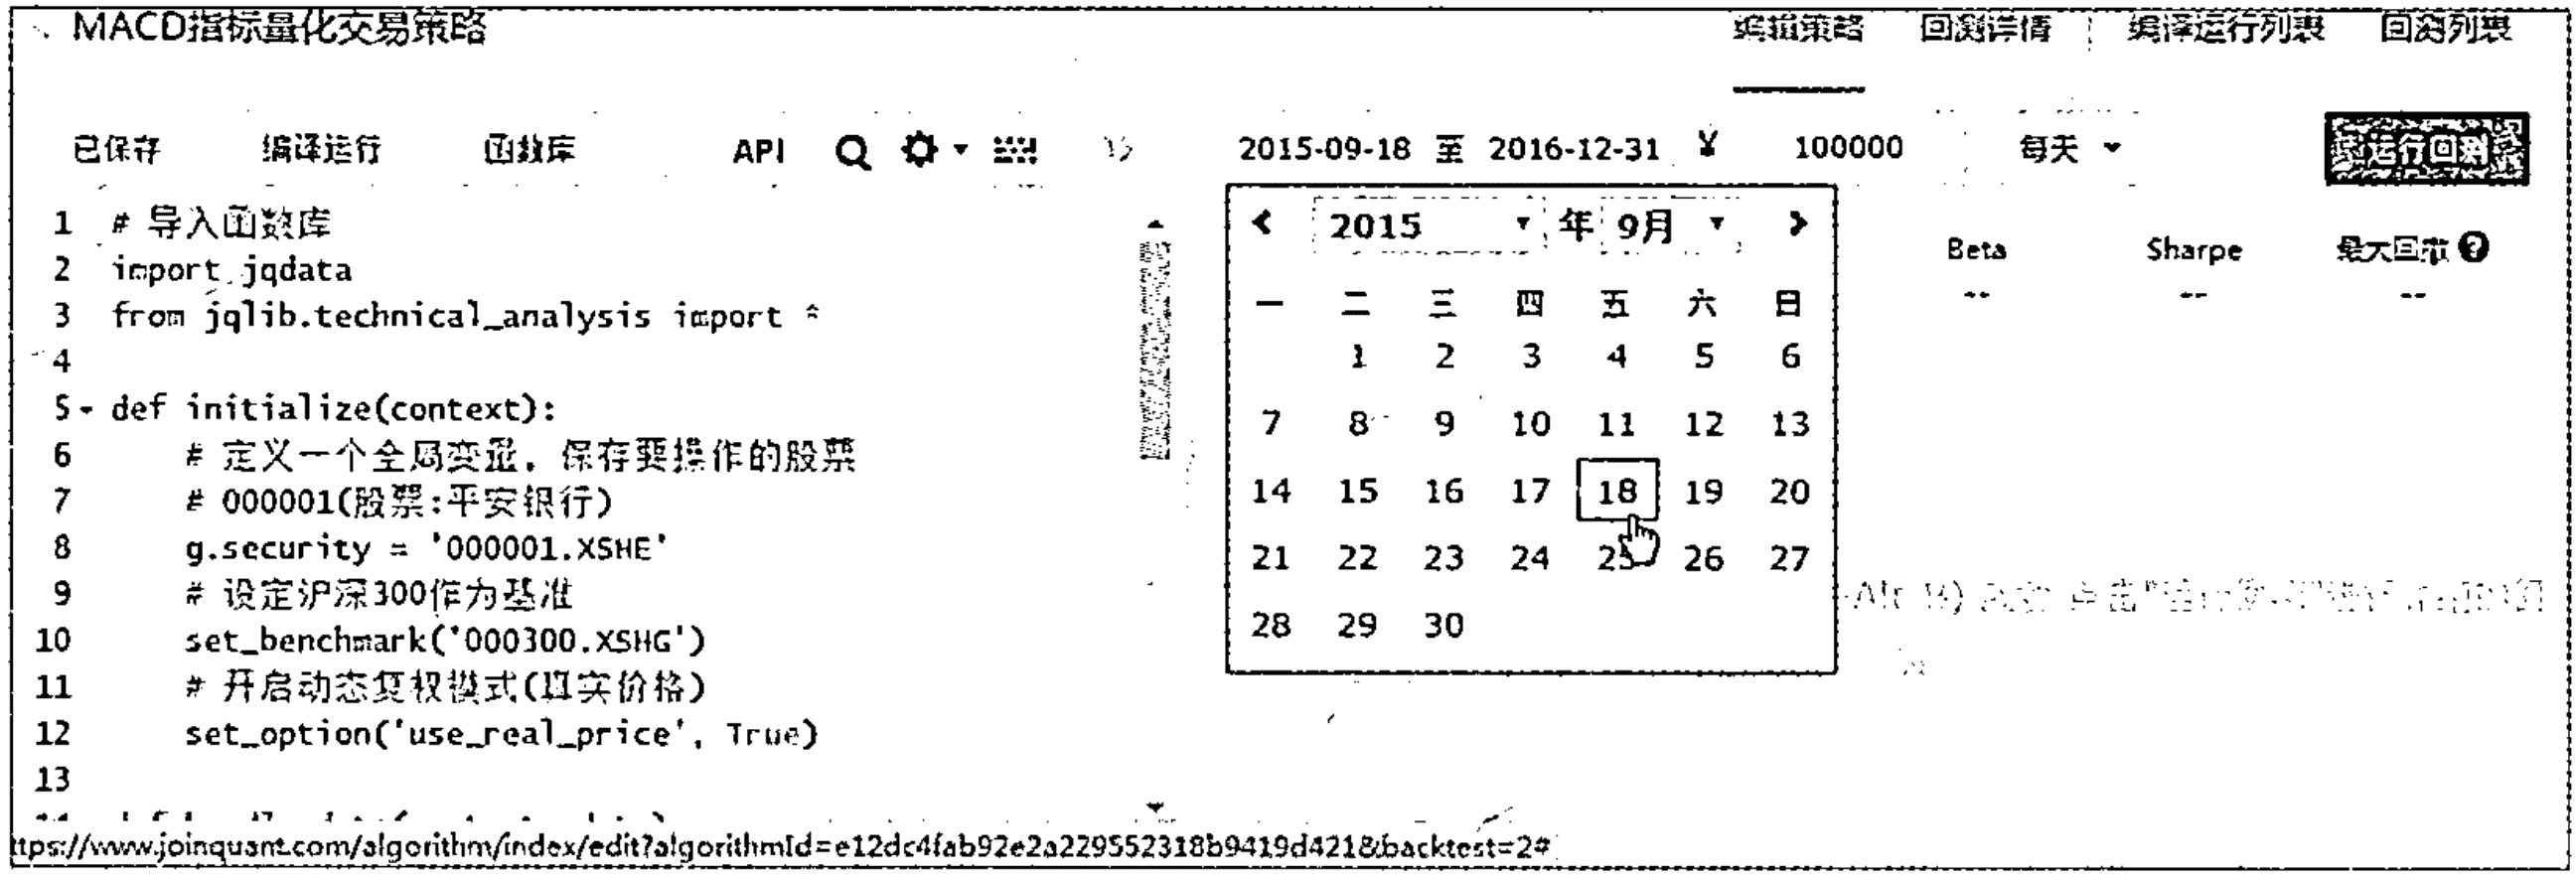 MACD指标量化交易策略 编辑策略 回测详情 编译运行列表 回测列表
已保存 编译运行 函数库 API 2015-09-18 至 2016-12-31 ¥ 100000 每天 运行回测
1 # 导入函数库
2 import jqdata
3 from jqlib.technical_analysis import *
4
5 def initialize(context):
6 # 定义一个全局变量，保存要操作的股票
7 # 000001(股票:平安银行)
8 g.security = '000001.XSHE'
9 # 设定沪深300作为基准
10 set_benchmark('000300.XSHG')
11 # 开启动态复权模式(真实价格)
12 set_option('use_real_price', True)
13
2015 年 9月
一 二 三 四 五 六 日
1 2 3 4 5 6
7 8 9 10 11 12 13
14 15 16 17 18 19 20
21 22 23 24 25 26 27
28 29 30
Beta Sharpe 最大回撤
-- -- --
ttps://www.joinquant.com/algorithm/index/edit?algorithmId=e12dc4fab92e2a229552318b9419d421&backtest=2#